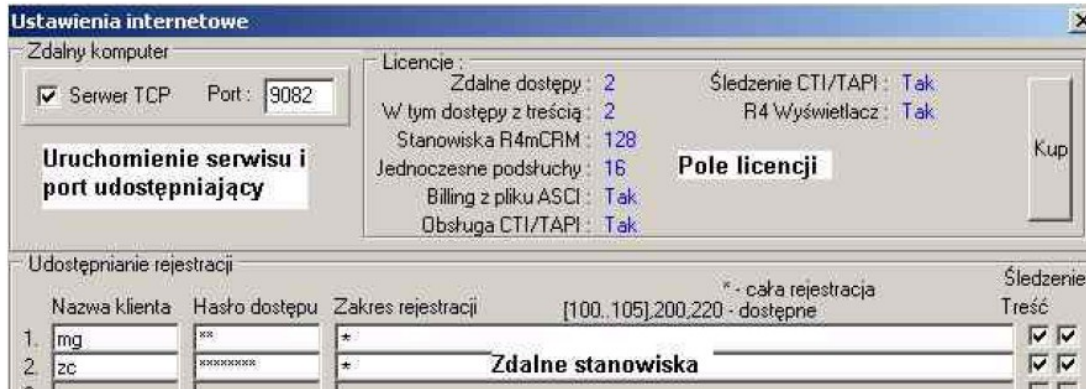 Ustawienia internetowe
Zdalny komputer
Serwer TCP Port : 9082
Uruchomienie serwisu i
port udostępniający
Licencie :
Zdalne dostępy : 2
W tym dostępy z treścią : 2
Stanowiska R4mCRM : 128
Jednoczesne podsłuchy : 16
Billing z pliku ASCI : Tak
Obsługa CTI/TAPI : Tak
Śledzenie CTI/TAPI : Tak
R4 Wyświetlacz : Tak
Pole licencji
Kup
Udostępnianie rejestracji
* - cała rejestracja
[100..105],200,220 - dostępne
Śledzenie
Nazwa klienta Hasło dostępu Zakres rejestracji Treść
1. mg ** *
2. zc ******** *
Zdalne stanowiska